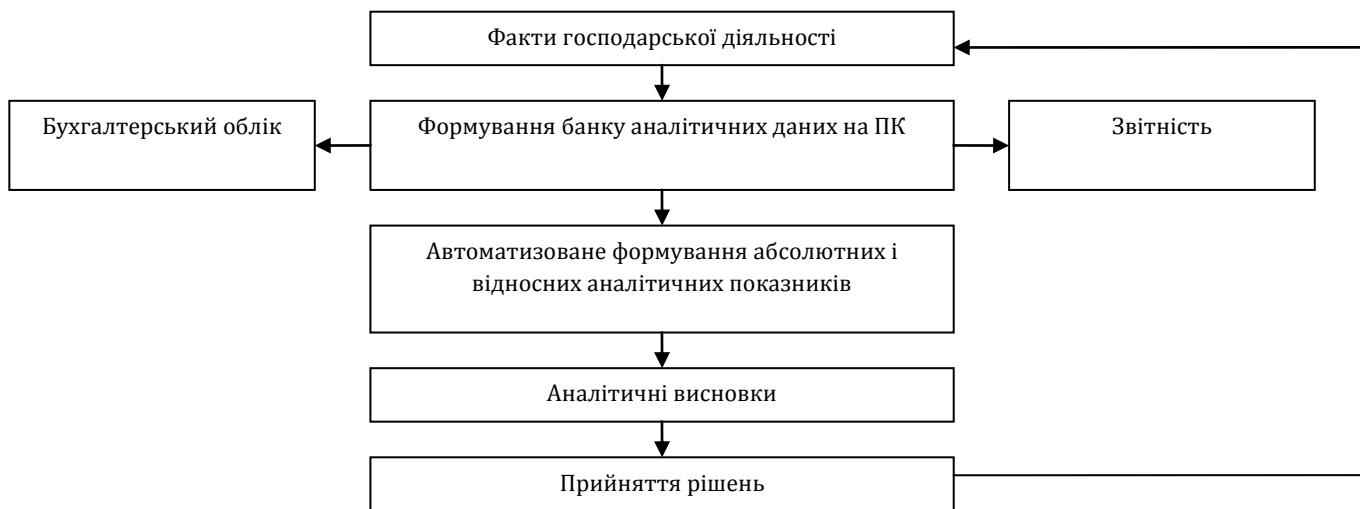 Факти господарської діяльності
Бухгалтерський облік
Формування банку аналітичних даних на ПК
Звітність
Автоматизоване формування абсолютних і
відносних аналітичних показників
Аналітичні висновки
Прийняття рішень